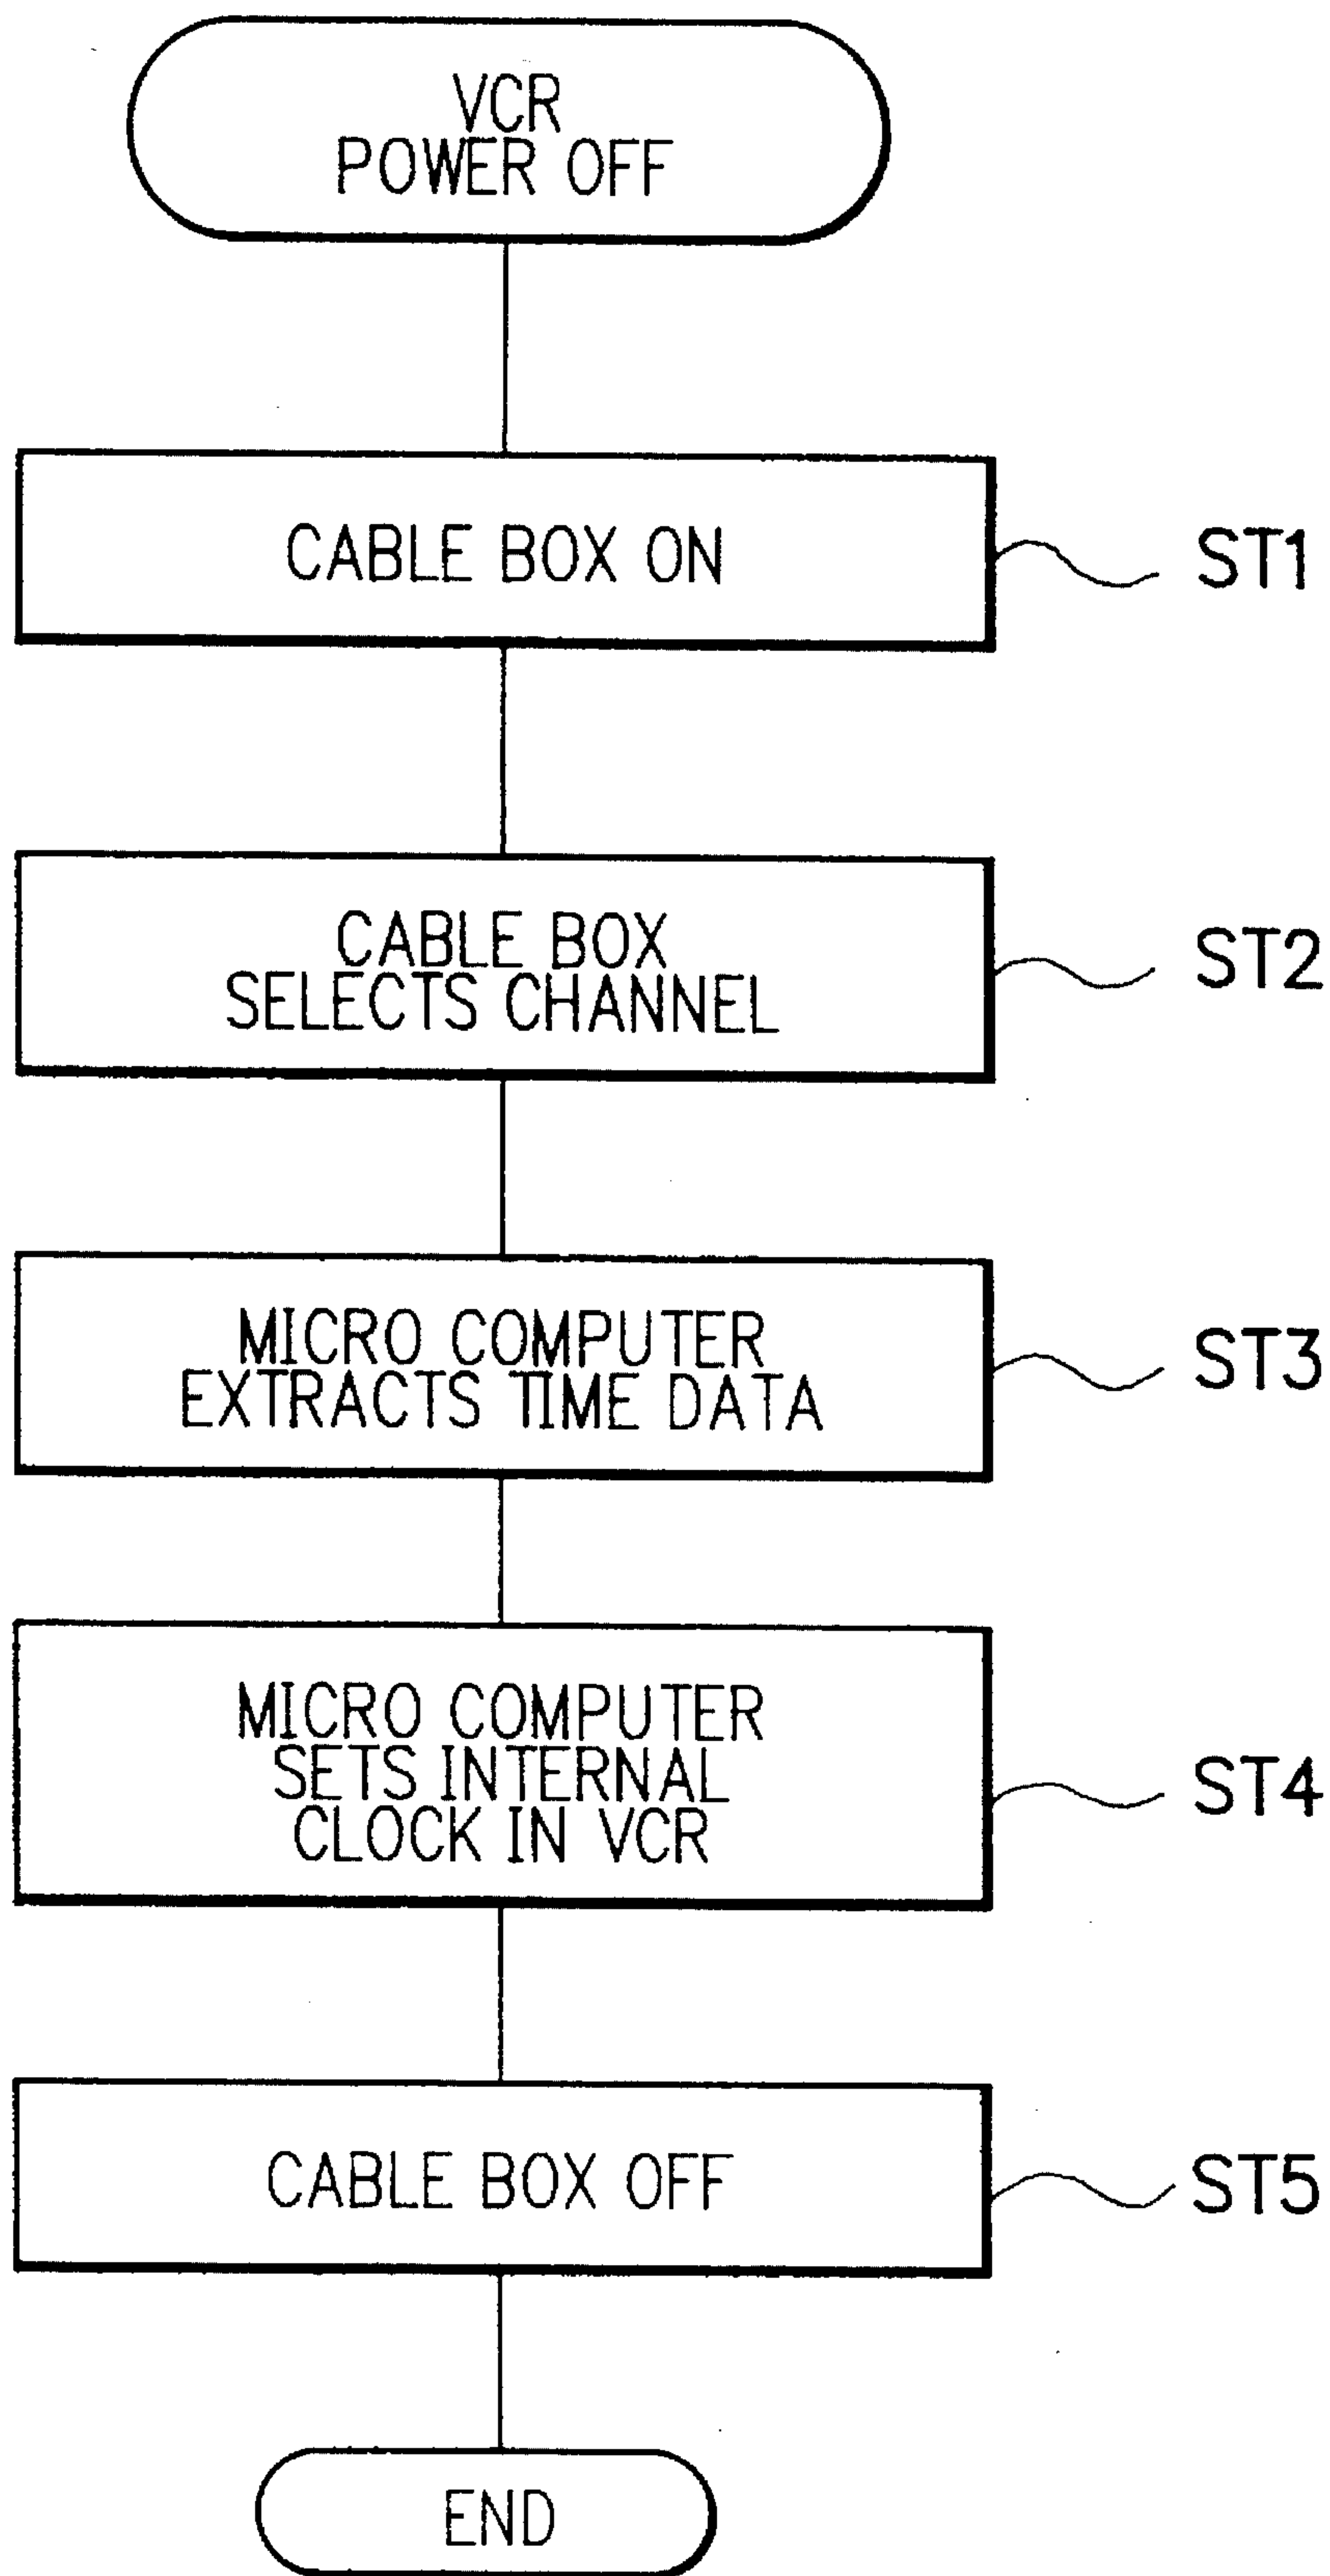 VCR
POWER OFF
CABLE BOX ON
ST1
CABLE BOX
SELECTS CHANNEL
ST2
MICRO COMPUTER
EXTRACTS TIME DATA
ST3
MICRO COMPUTER
SETS INTERNAL
CLOCK IN VCR
ST4
CABLE BOX OFF
ST5
END